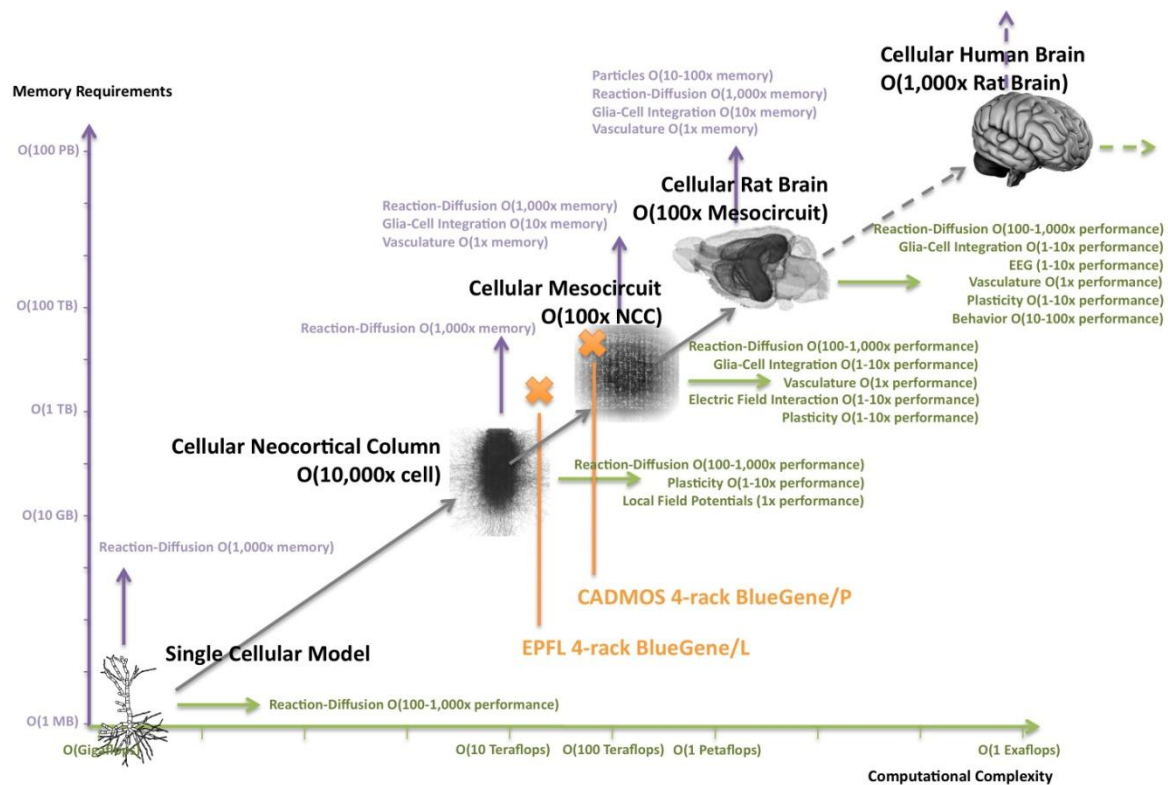 Cellular Human Brain
O(1,000x Rat Brain)
Particles O(10-100x memory)
Reaction-Diffusion O(1,000x memory)
Glia-Cell Integration O(10x memory)
Vasculature O(1x memory)
Memory Requirements
O(100 PB)
Cellular Rat Brain
O(100x Mesocircuit)
Reaction-Diffusion O(1,000x memory)
Glia-Cell Integration O(10x memory)
Vasculature O(1x memory)
Reaction-Diffusion O(100-1,000x performance)
Glia-Cell Integration O(1-10x performance)
EEG (1-10x performance)
Vasculature O(1x performance)
Plasticity O(1-10x performance)
Behavior O(10-100x performance)
Cellular Mesocircuit
O(100x NCC)
O(100 TB)
Reaction-Diffusion O(1,000x memory)
Reaction-Diffusion O(100-1,000x performance)
Glia-Cell Integration O(1-10x performance)
Vasculature O(1x performance)
Electric Field Interaction O(1-10x performance)
Plasticity O(1-10x performance)
O(1 TB)
Cellular Neocortical Column
O(10,000x cell)
Reaction-Diffusion O(100-1,000x performance)
Plasticity O(1-10x performance)
Local Field Potentials (1x performance)
O(10 GB)
Reaction-Diffusion O(1,000x memory)
CADMOS 4-rack BlueGene/P
EPFL 4-rack BlueGene/L
Single Cellular Model
Reaction-Diffusion O(100-1,000x performance)
O(1 MB)
O(Gigaflops)
O(10 Teraflops)
O(100 Teraflops)
O(1 Petaflops)
O(1 Exaflops)
Computational Complexity